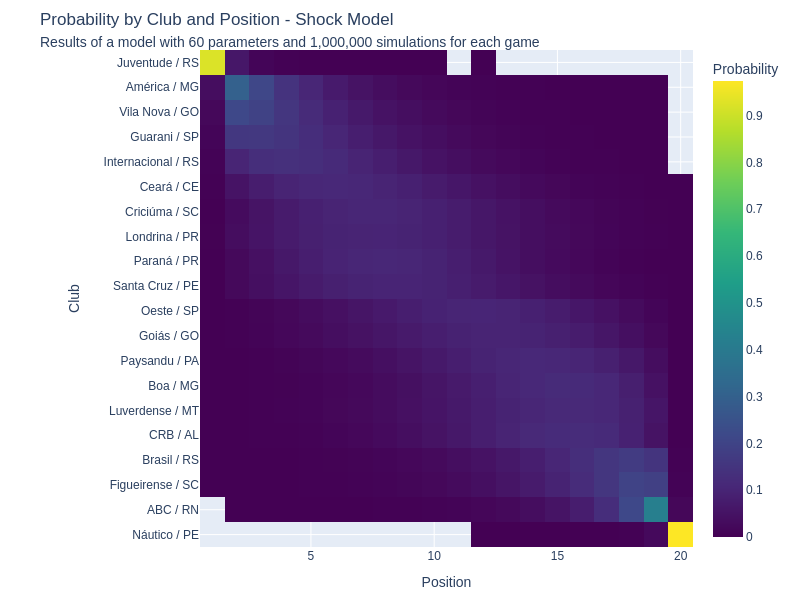 Probability by Club and Position - Shock Model
Results of a model with 60 parameters and 1,000,000 simulations for each game
Probability
Juventude / RS
América / MG
Vila Nova / GO
Guarani / SP
Internacional / RS
Ceará / CE
Criciúma / SC
Londrina / PR
Paraná / PR
Santa Cruz / PE
Oeste / SP
Goiás / GO
Paysandu / PA
Boa / MG
Luverdense / MT
CRB / AL
Brasil / RS
Figueirense / SC
ABC / RN
Náutico / PE
Club
5
10
15
20
Position
0.9
0.8
0.7
0.6
0.5
0.4
0.3
0.2
0.1
0